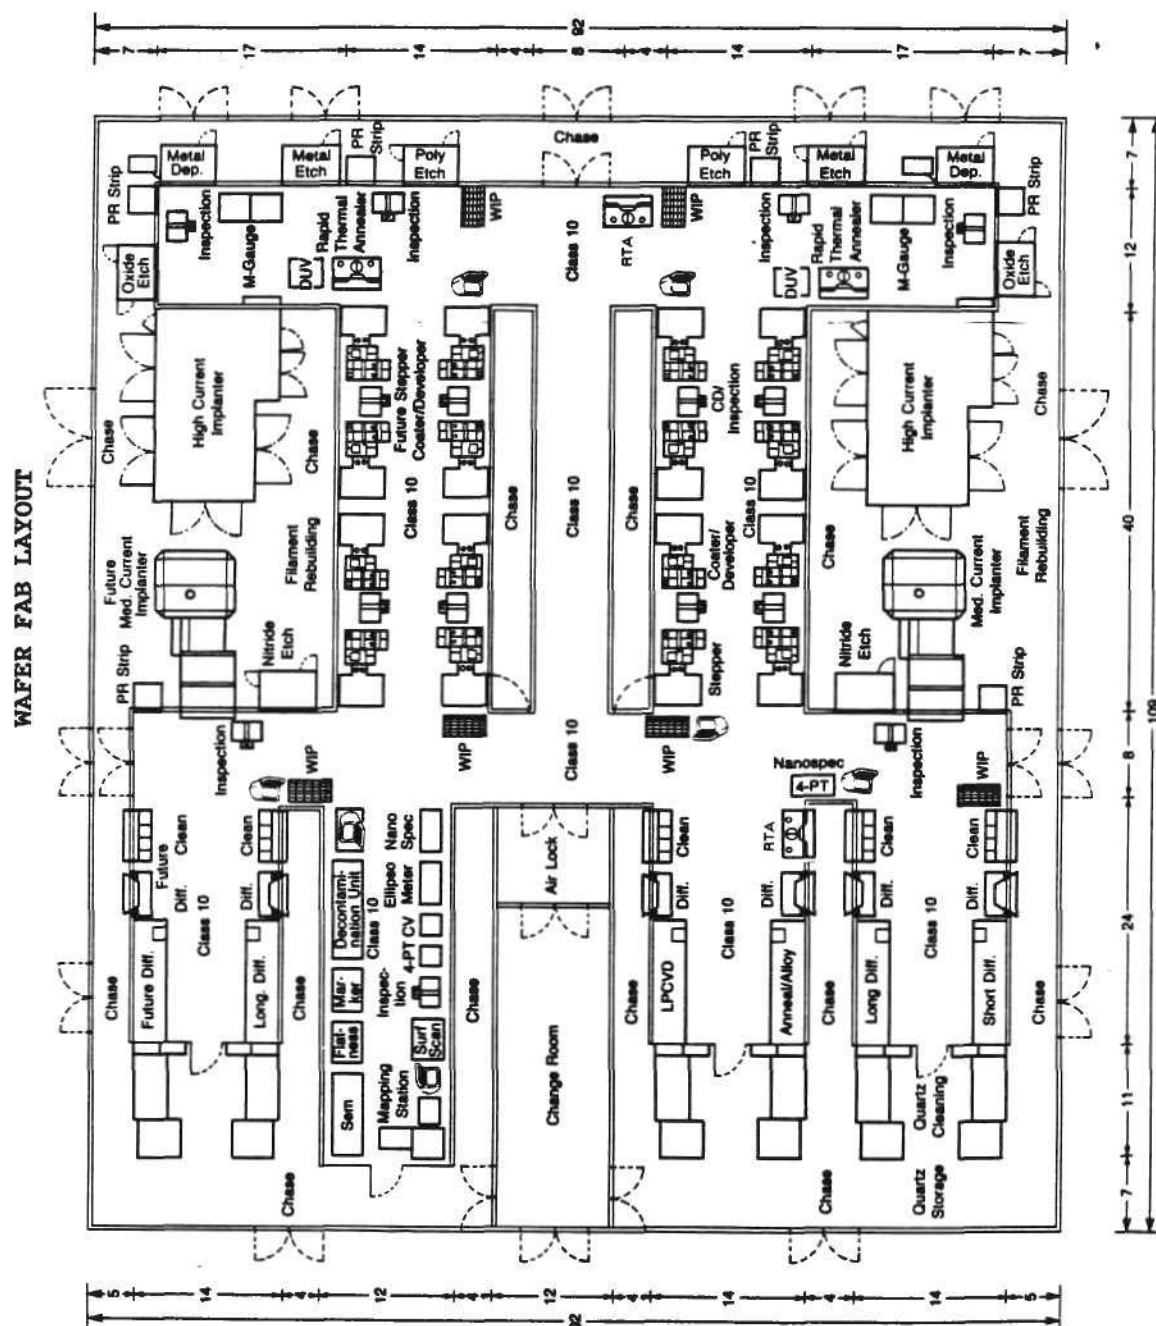 WAFER FAB LAYOUT
92
7
17
14
4
8
4
14
17
7
PR Strip
Metal
Dep.
Metal
Etch
PR
Strip
Poly
Etch
Chase
Poly
Etch
PR
Strip
Metal
Etch
Metal
Dep.
PR Strip
Oxide
Etch
Inspection
M-Gauge
DUV
Rapid
Thermal
Annealer
Inspection
WIP
Class 10
RTA
WIP
Inspection
DUV
Rapid
Thermal
Annealer
M-Gauge
Inspection
Oxide
Etch
Chase
High Current
Implanter
Chase
Future Stepper
Coater/Developer
Class 10
Chase
Class 10
Chase
CD/
Inspection
Class 10
High Current
Implanter
Chase
Future
Med. Current
Implanter
Filament
Rebuilding
Coater/
Developer
Chase
Med. Current
Implanter
Filament
Rebuilding
PR Strip
Nitride
Etch
Stepper
Nitride
Etch
PR Strip
Inspection
WIP
WIP
Class 10
WIP
Nanospec
4-PT
Inspection
WIP
Future
Clean
Clean
Nano
Spec
Air Lock
Clean
RTA
Clean
Clean
Diff.
Class 10
Diff.
Decontami-
nation Unit
Class 10
Ellipso
Meter
Diff.
Class 10
Diff.
Diff.
Class 10
Diff.
Chase
Future Diff.
Long. Diff.
Chase
Mar-
ker
Inspec-
tion
4-PT CV
Chase
Chase
LPCVD
Anneal/Alloy
Chase
Long Diff.
Short Diff.
Chase
Flat-
ness
Surf
Scan
Sem
Mapping
Station
Change Room
Quartz
Cleaning
Chase
Chase
Quartz
Storage
109
7
12
40
8
24
11
7
5
14
4
12
4
12
4
14
4
14
5
92